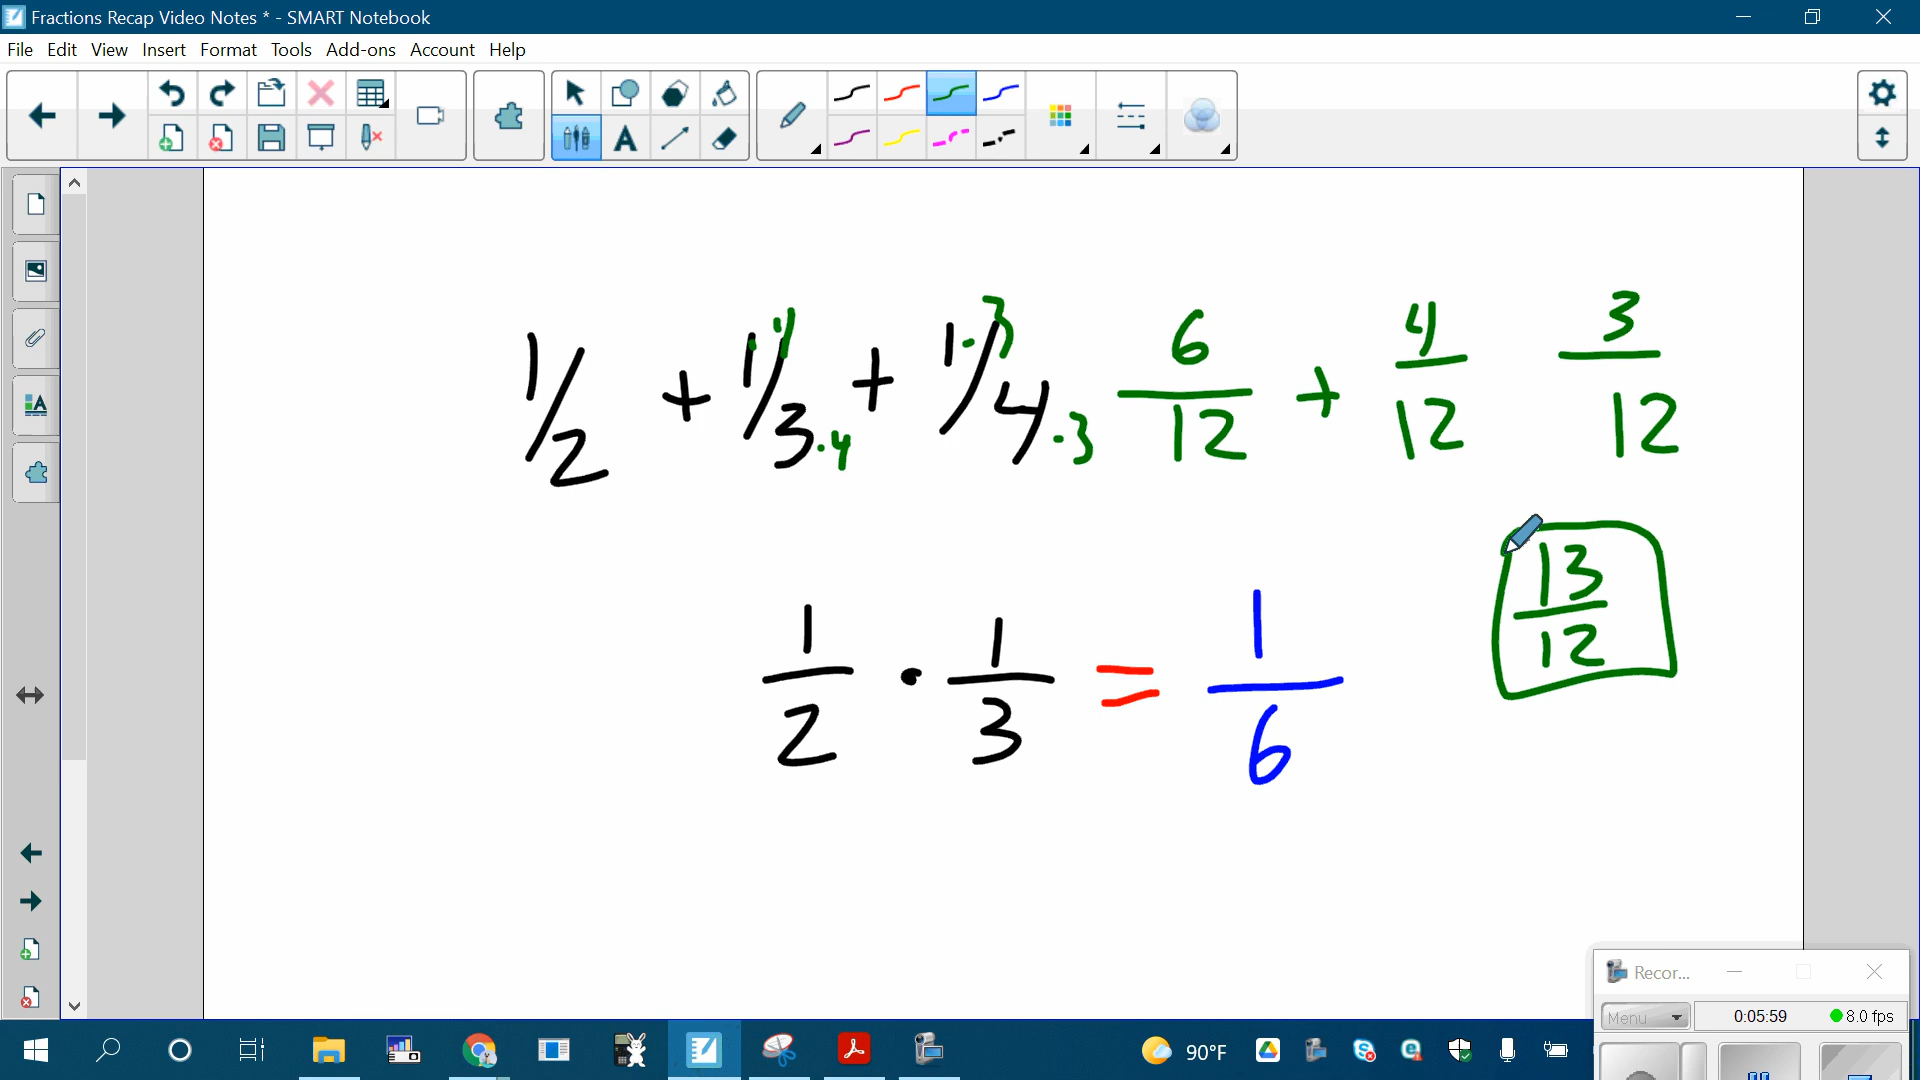 Fractions Recap Video Notes * - SMART Notebook
File Edit View Insert Format Tools Add-ons Account Help
1/2 + 1·4/3·4 + 1·3/4·3 6/12 + 4/12 3/12
13/12
1/2 · 1/3 = 1/6
Recor...
Menu 0:05:59 8.0 fps
90°F